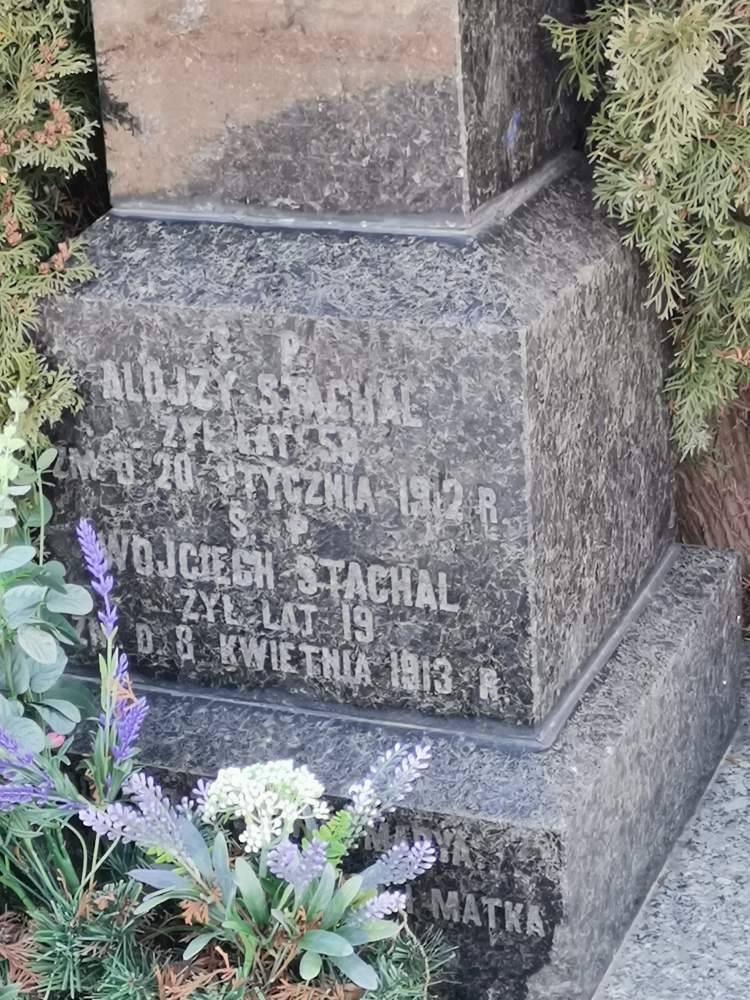 Ś. P.
ALOJZY STACHAL
ŻYŁ LAT 53
ZM. D. 20 STYCZNIA 1912 R.
Ś. P.
WOJCIECH STACHAL
ŻYŁ LAT 19
ZM. D. 8 KWIETNIA 1913 R.
MARYA
I MATKA